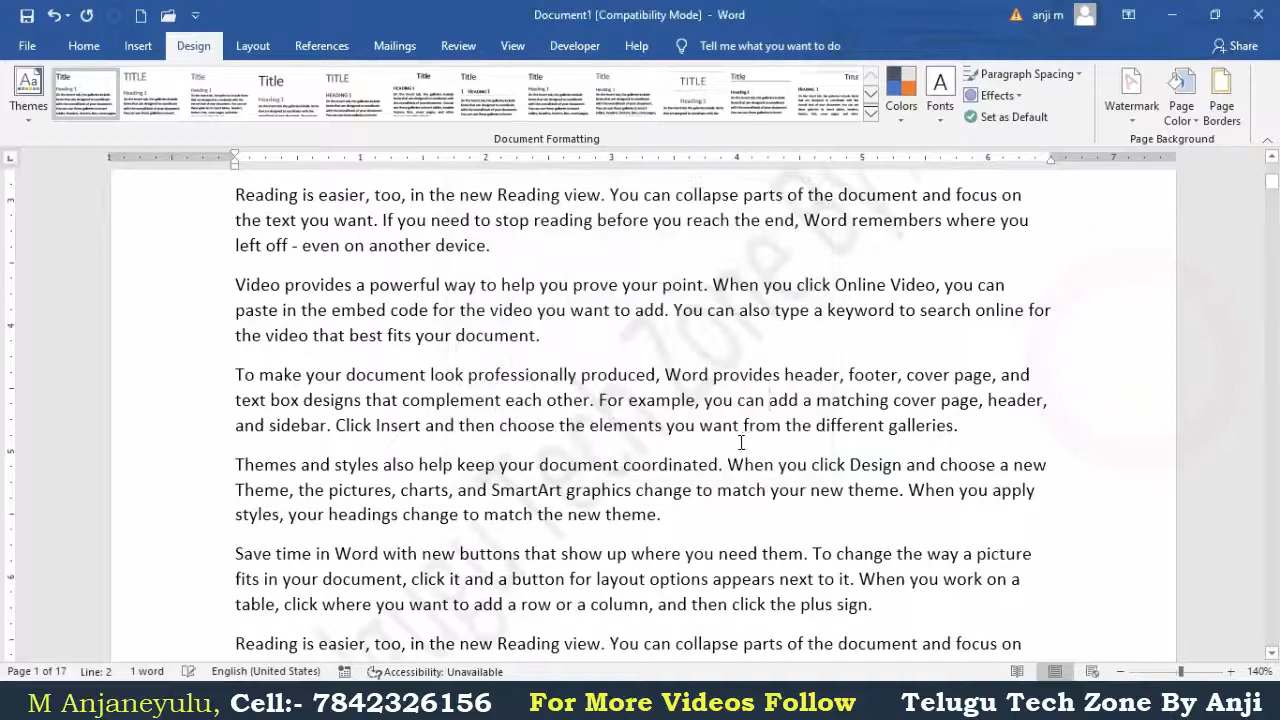 Document1 [Compatibility Mode] - Word
anji m
File Home Insert Design Layout References Mailings Review View Developer Help Tell me what you want to do Share
Themes
Colors
Fonts
Paragraph Spacing
Effects
Set as Default
Watermark
Page Color
Page Borders
Document Formatting
Page Background
Reading is easier, too, in the new Reading view. You can collapse parts of the document and focus on
the text you want. If you need to stop reading before you reach the end, Word remembers where you
left off - even on another device.
Video provides a powerful way to help you prove your point. When you click Online Video, you can
paste in the embed code for the video you want to add. You can also type a keyword to search online for
the video that best fits your document.
To make your document look professionally produced, Word provides header, footer, cover page, and
text box designs that complement each other. For example, you can add a matching cover page, header,
and sidebar. Click Insert and then choose the elements you want from the different galleries.
Themes and styles also help keep your document coordinated. When you click Design and choose a new
Theme, the pictures, charts, and SmartArt graphics change to match your new theme. When you apply
styles, your headings change to match the new theme.
Save time in Word with new buttons that show up where you need them. To change the way a picture
fits in your document, click it and a button for layout options appears next to it. When you work on a
table, click where you want to add a row or a column, and then click the plus sign.
Reading is easier, too, in the new Reading view. You can collapse parts of the document and focus on
Page 1 of 17 Line: 2 1 word English (United States) Accessibility: Unavailable 140%
M Anjaneyulu, Cell:- 7842326156 For More Videos Follow Telugu Tech Zone By Anji